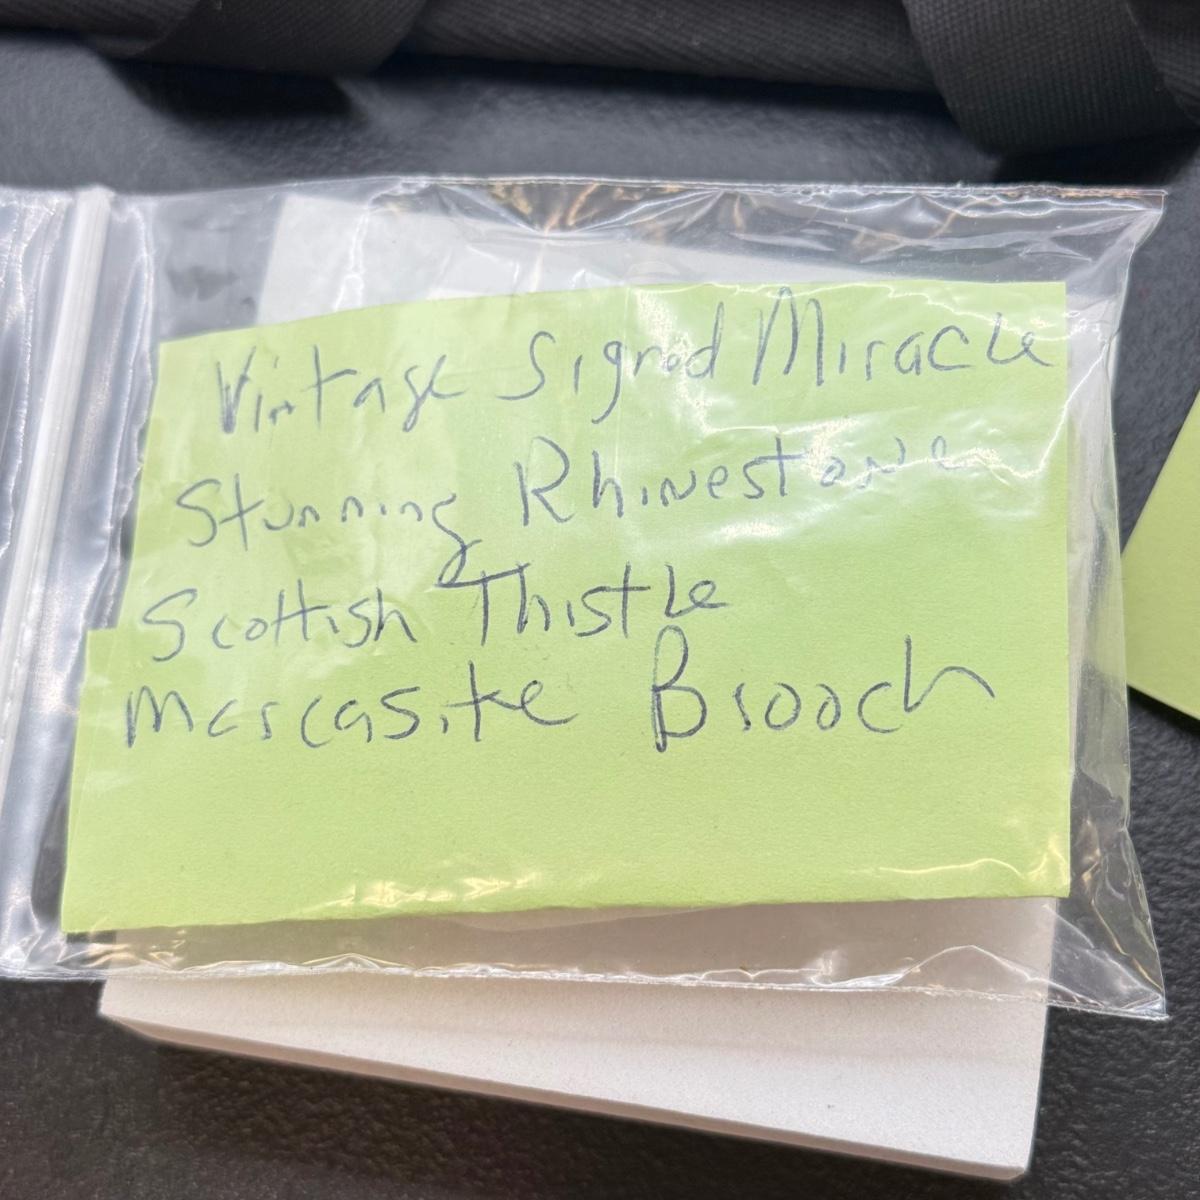 Vintage Signed Miracle
Stunning Rhinestone
Scottish Thistle
Marcasite Brooch